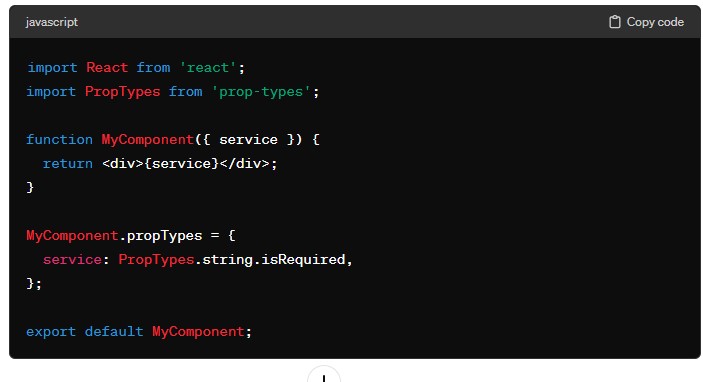 javascript
Copy code
import React from 'react';
import PropTypes from 'prop-types';
function MyComponent({ service }) {
  return <div>{service}</div>;
}
MyComponent.propTypes = {
  service: PropTypes.string.isRequired,
};
export default MyComponent;